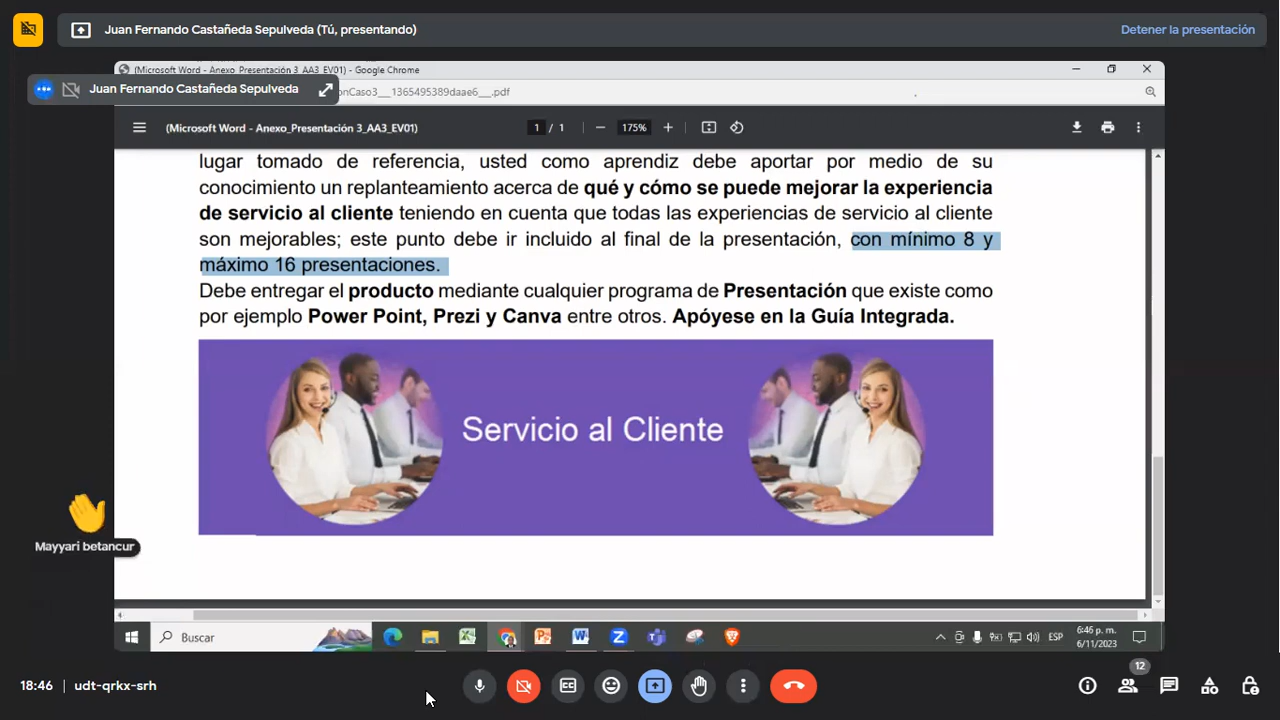 Juan Fernando Castañeda Sepulveda (Tú, presentando)
Detener la presentación
(Microsoft Word - Anexo_Presentación 3_AA3_EV01) - Google Chrome
Juan Fernando Castañeda Sepulveda
onCaso3___1365495389daae6__.pdf
(Microsoft Word - Anexo_Presentación 3_AA3_EV01)
1 / 1
175%
lugar tomado de referencia, usted como aprendiz debe aportar por medio de su
conocimiento un replanteamiento acerca de qué y cómo se puede mejorar la experiencia
de servicio al cliente teniendo en cuenta que todas las experiencias de servicio al cliente
son mejorables; este punto debe ir incluido al final de la presentación, con mínimo 8 y
máximo 16 presentaciones.
Debe entregar el producto mediante cualquier programa de Presentación que existe como
por ejemplo Power Point, Prezi y Canva entre otros. Apóyese en la Guía Integrada.
Servicio al Cliente
Mayyari betancur
Buscar
ESP
6:46 p. m.
6/11/2023
18:46 | udt-qrkx-srh
12